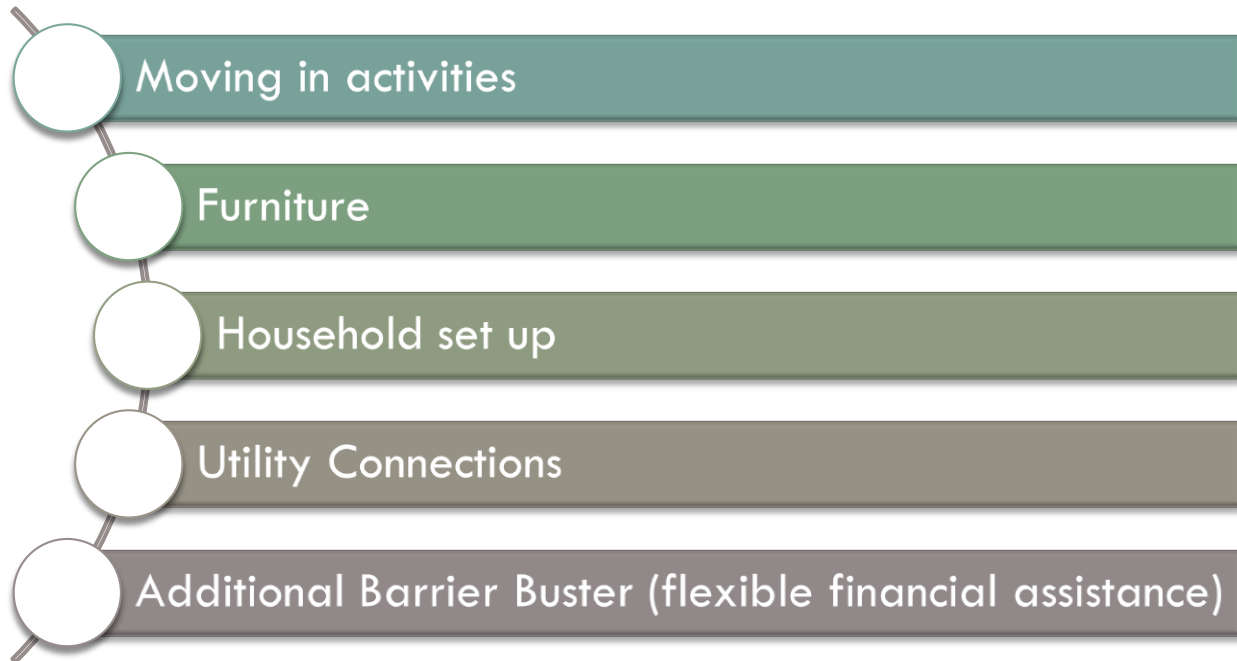 Moving in activities
Furniture
Household set up
Utility Connections
Additional Barrier Buster (flexible financial assistance)